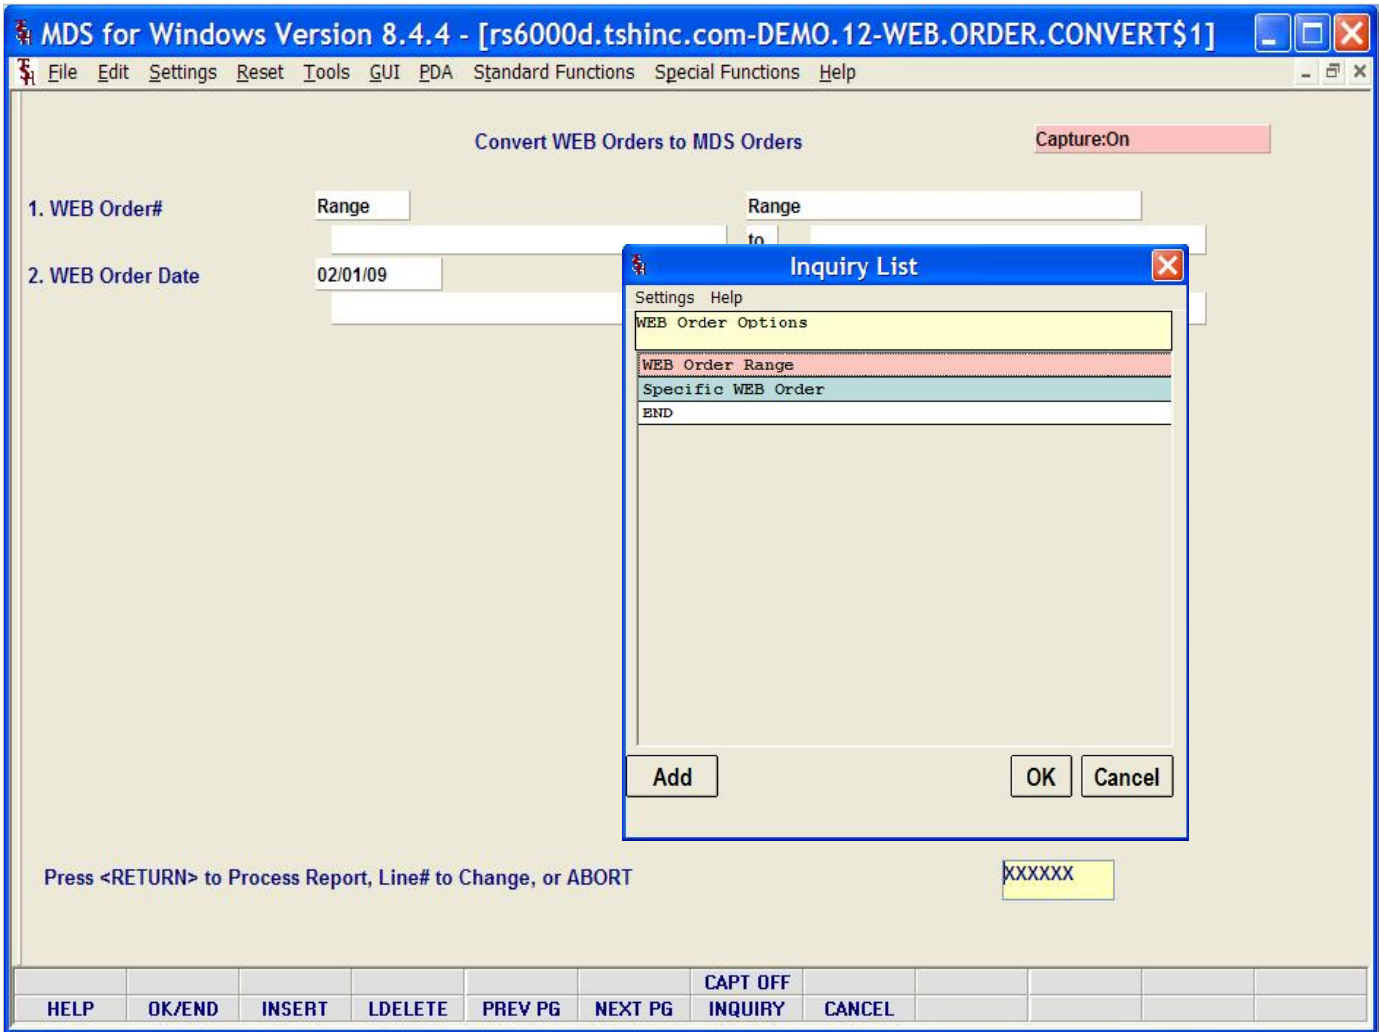 MDS for Windows Version 8.4.4 - [rs6000d.tshinc.com-DEMO.12-WEB.ORDER.CONVERT$1]
File Edit Settings Reset Tools GUI PDA Standard Functions Special Functions Help
Convert WEB Orders to MDS Orders
Capture:On
1. WEB Order# Range Range
to
2. WEB Order Date 02/01/09
Inquiry List
Settings Help
WEB Order Options
WEB Order Range
Specific WEB Order
END
Add OK Cancel
Press <RETURN> to Process Report, Line# to Change, or ABORT XXXXXX
CAPT OFF
HELP OK/END INSERT LDELETE PREV PG NEXT PG INQUIRY CANCEL